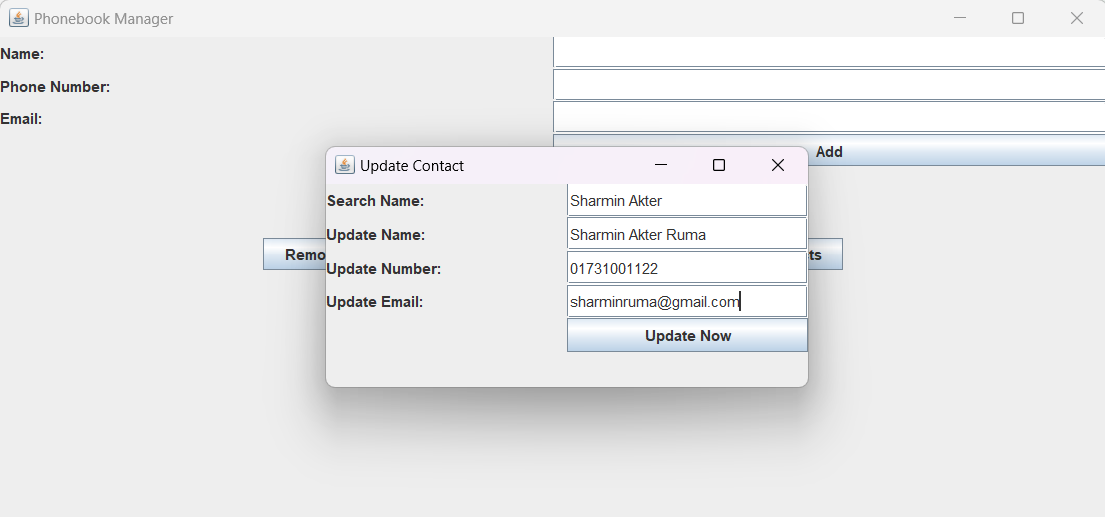 Phonebook Manager
Name:
Phone Number:
Email:
Add
Update Contact
Search Name: Sharmin Akter
Update Name: Sharmin Akter Ruma
Update Number: 01731001122
Update Email: sharminruma@gmail.com
Update Now